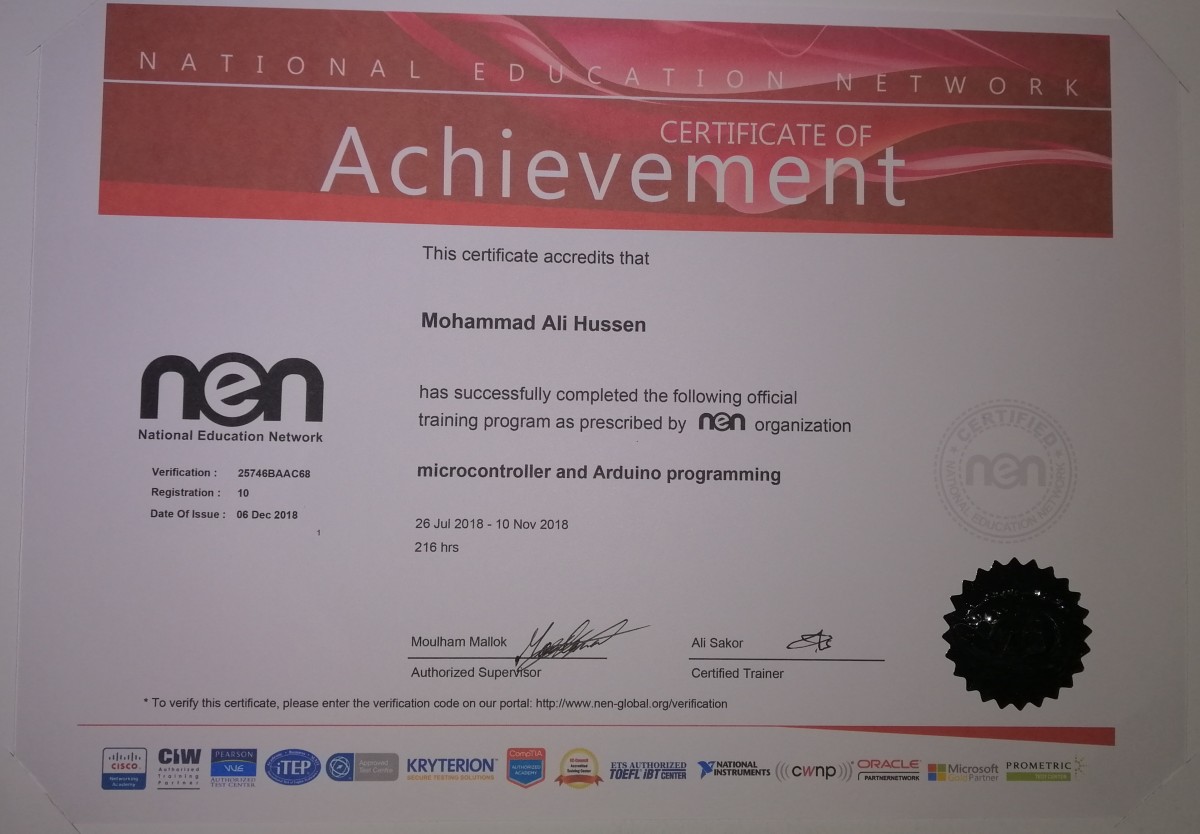 NATIONAL EDUCATION NETWORK
CERTIFICATE OF
Achievement
This certificate accredits that
Mohammad Ali Hussen
has successfully completed the following official
training program as prescribed by nen organization
microcontroller and Arduino programming
26 Jul 2018 - 10 Nov 2018
216 hrs
nen
National Education Network
Verification : 25746BAAC68
Registration : 10
Date Of Issue : 06 Dec 2018
1
CERTIFIED
nen
NATIONAL EDUCATION NETWORK
Moulham Mallok
Authorized Supervisor
Ali Sakor
Certified Trainer
* To verify this certificate, please enter the verification code on our portal: http://www.nen-global.org/verification
CISCO
Networking
Academy
CIW
Authorized
Training
Partner
PEARSON
VUE
AUTHORIZED
TEST CENTER
iTEP
Approved
Test Centre
KRYTERION
SECURE TESTING SOLUTIONS
CompTIA
AUTHORIZED
ACADEMY
ETS AUTHORIZED
TOEFL iBT CENTER
NATIONAL
INSTRUMENTS
cwnp
ORACLE
PARTNERNETWORK
Microsoft
Gold Partner
PROMETRIC
TEST CENTER